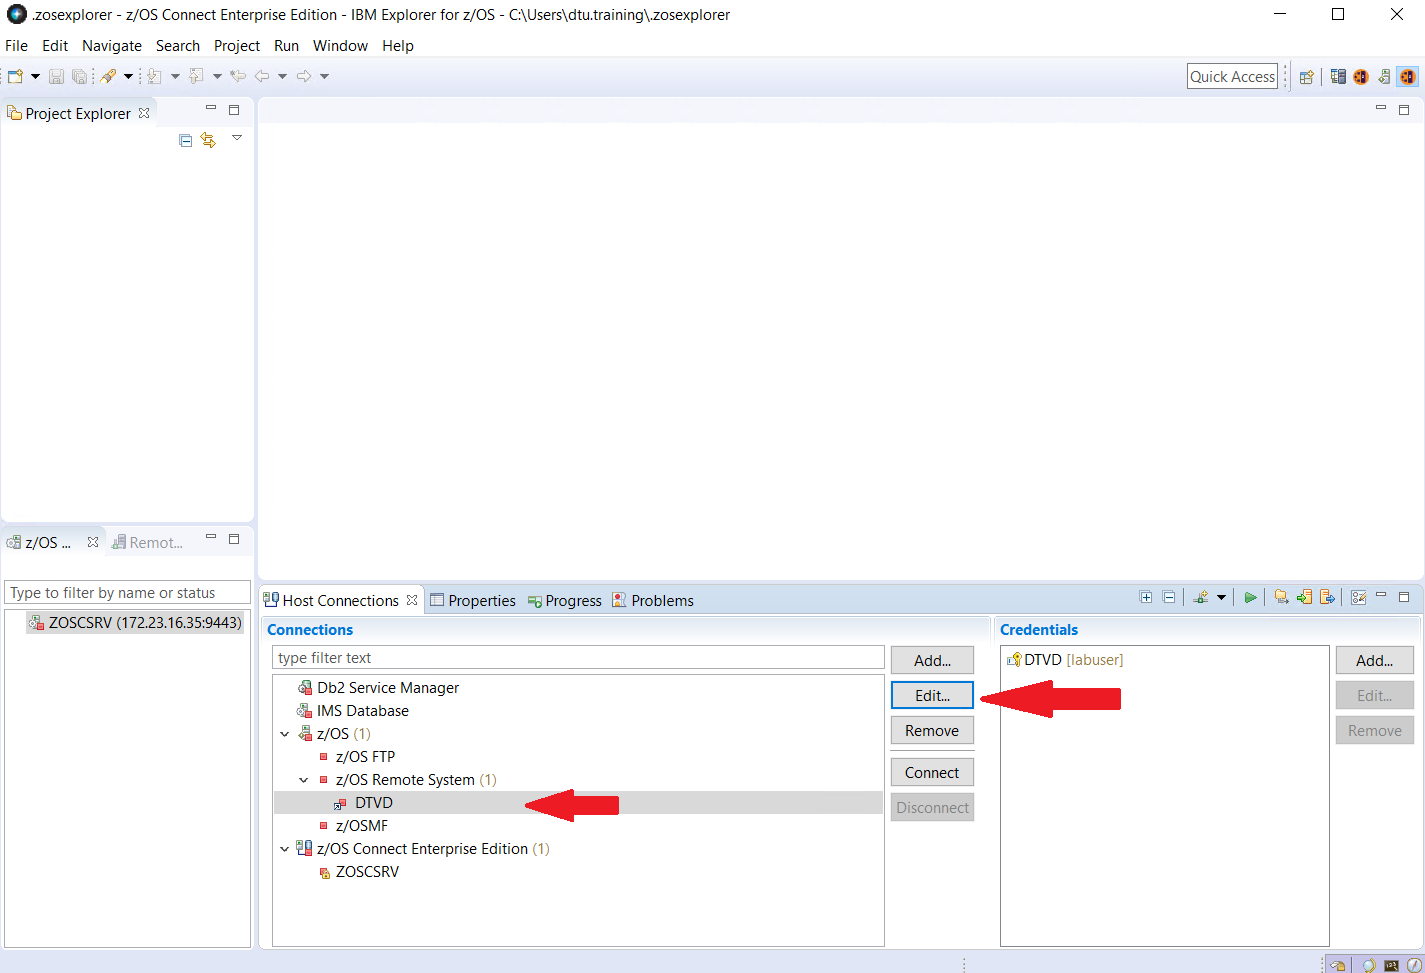 .zosexplorer - z/OS Connect Enterprise Edition - IBM Explorer for z/OS - C:\Users\dtu.training\.zosexplorer
File Edit Navigate Search Project Run Window Help
Quick Access
Project Explorer
z/OS ... Remot...
Type to filter by name or status
ZOSCSRV (172.23.16.35:9443)
Host Connections Properties Progress Problems
Connections
type filter text
Db2 Service Manager
IMS Database
z/OS (1)
z/OS FTP
z/OS Remote System (1)
DTVD
z/OSMF
z/OS Connect Enterprise Edition (1)
ZOSCSRV
Add...
Edit...
Remove
Connect
Disconnect
Credentials
DTVD [labuser]
Add...
Edit...
Remove